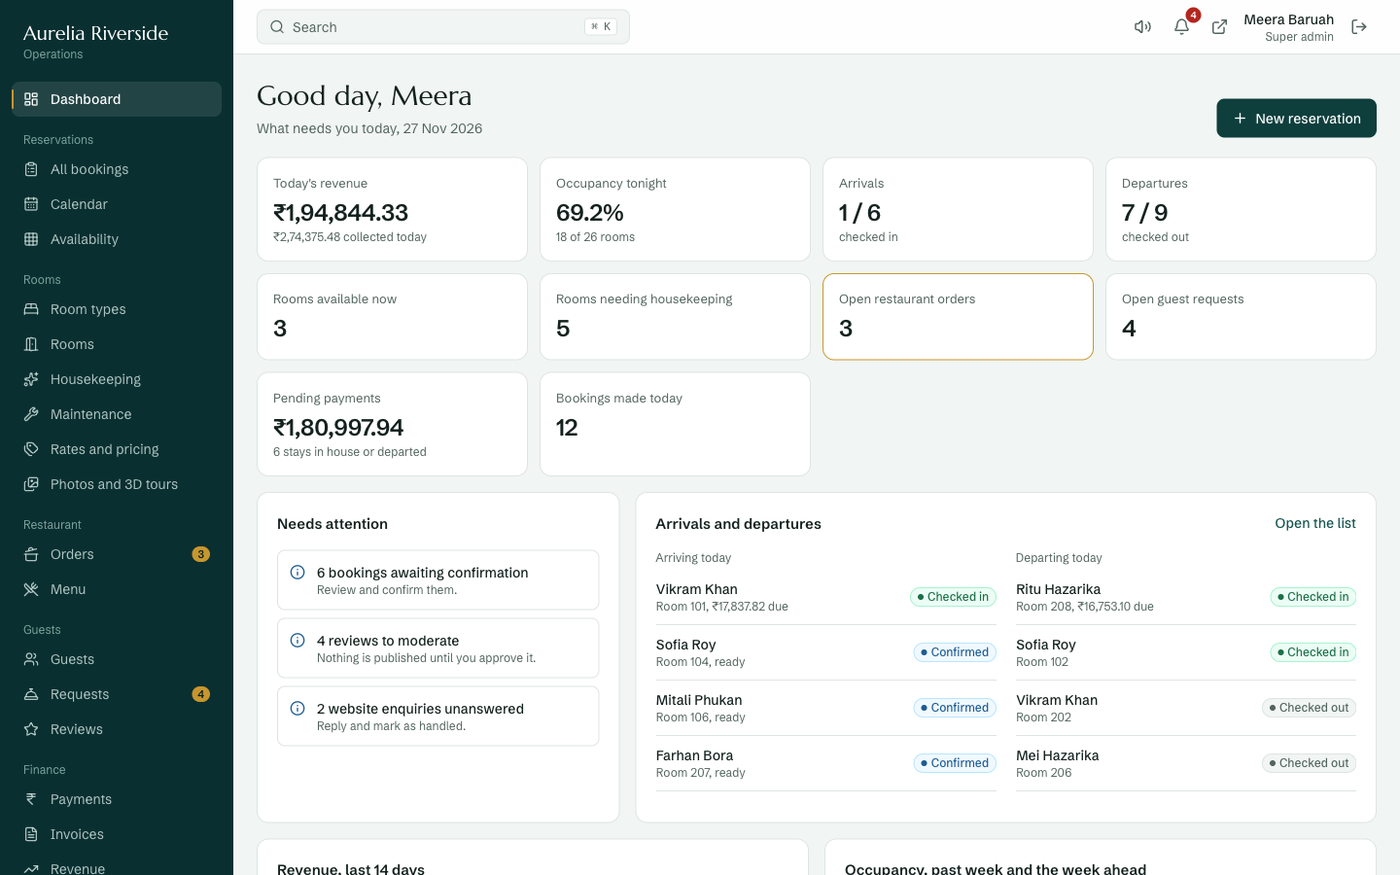 Aurelia Riverside
Operations
Dashboard
Reservations
All bookings
Calendar
Availability
Rooms
Room types
Rooms
Housekeeping
Maintenance
Rates and pricing
Photos and 3D tours
Restaurant
Orders 3
Menu
Guests
Guests
Requests 4
Reviews
Finance
Payments
Invoices
Revenue
Search ⌘ K
4
Meera Baruah
Super admin
Good day, Meera
What needs you today, 27 Nov 2026
New reservation
Today's revenue
₹1,94,844.33
₹2,74,375.48 collected today
Occupancy tonight
69.2%
18 of 26 rooms
Arrivals
1 / 6
checked in
Departures
7 / 9
checked out
Rooms available now
3
Rooms needing housekeeping
5
Open restaurant orders
3
Open guest requests
4
Pending payments
₹1,80,997.94
6 stays in house or departed
Bookings made today
12
Needs attention
6 bookings awaiting confirmation
Review and confirm them.
4 reviews to moderate
Nothing is published until you approve it.
2 website enquiries unanswered
Reply and mark as handled.
Arrivals and departures
Open the list
Arriving today
Vikram Khan
Room 101, ₹17,837.82 due
Checked in
Sofia Roy
Room 104, ready
Confirmed
Mitali Phukan
Room 106, ready
Confirmed
Farhan Bora
Room 207, ready
Confirmed
Departing today
Ritu Hazarika
Room 208, ₹16,753.10 due
Checked in
Sofia Roy
Room 102
Checked in
Vikram Khan
Room 202
Checked out
Mei Hazarika
Room 206
Checked out
Revenue, last 14 days
Occupancy, past week and the week ahead